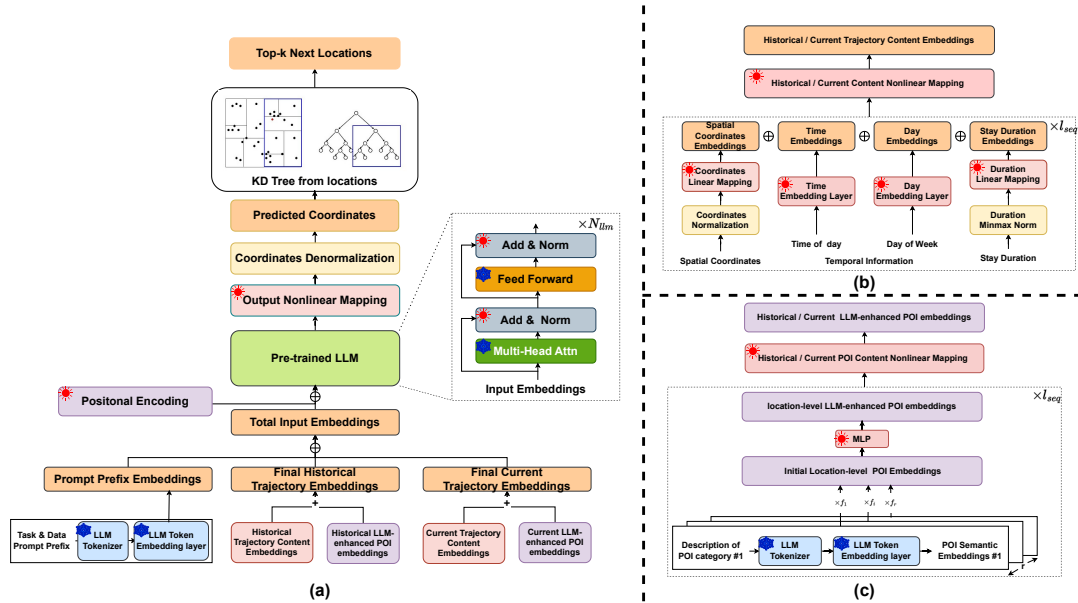 Top-k Next Locations
KD Tree from locations
Predicted Coordinates
Coordinates Denormalization
Output Nonlinear Mapping
Pre-trained LLM
Positonal Encoding
Total Input Embeddings
Prompt Prefix Embeddings
Final Historical
Trajectory Embeddings
Final Current
Trajectory Embeddings
+
+
Task & Data
Prompt Prefix
LLM
Tokenizer
LLM Token
Embedding layer
Historical
Trajectory Content
Embeddings
Historical LLM-
enhanced POI
embeddings
Current Trajectory
Content Embeddings
Current LLM-
enhanced POI
embeddings
(a)
×N_llm
Add & Norm
Feed Forward
Add & Norm
Multi-Head Attn
Input Embeddings
Historical / Current Trajectory Content Embeddings
Historical / Current Content Nonlinear Mapping
×l_seq
Spatial
Coordinates
Embeddings
Time
Embeddings
Day
Embeddings
Stay Duration
Embeddings
Coordinates
Linear Mapping
Time
Embedding Layer
Day
Embedding Layer
Duration
Linear Mapping
Coordinates
Normalization
Duration
Minmax Norm
Time of day
Day of Week
Spatial Coordinates
Temporal Information
Stay Duration
(b)
Historical / Current LLM-enhanced POI embeddings
Historical / Current POI Content Nonlinear Mapping
×l_seq
location-level LLM-enhanced POI embeddings
MLP
Initial Location-level POI Embeddings
×f_1
×f_i
×f_r
Description of
POI category #1
LLM
Tokenizer
LLM Token
Embedding layer
POI Semantic
Embeddings #1
r
(c)